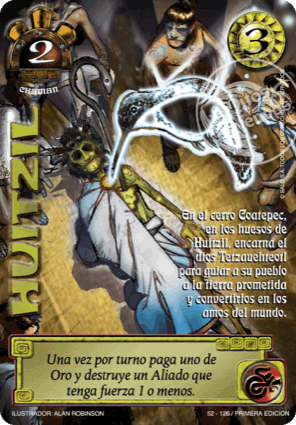 2
CHAMÁN
3
HUITZIL
En el cerro Coatepec,
en los huesos de
Huitzil, encarna el
dios Tetzauhteotl
para guiar a su pueblo
a la tierra prometida
y convertirlos en los
amos del mundo.
Una vez por turno paga uno de
Oro y destruye un Aliado que
tenga fuerza 1 o menos.
ILUSTRADOR: ALAN ROBINSON
52 - 126 / PRIMERA EDICIÓN